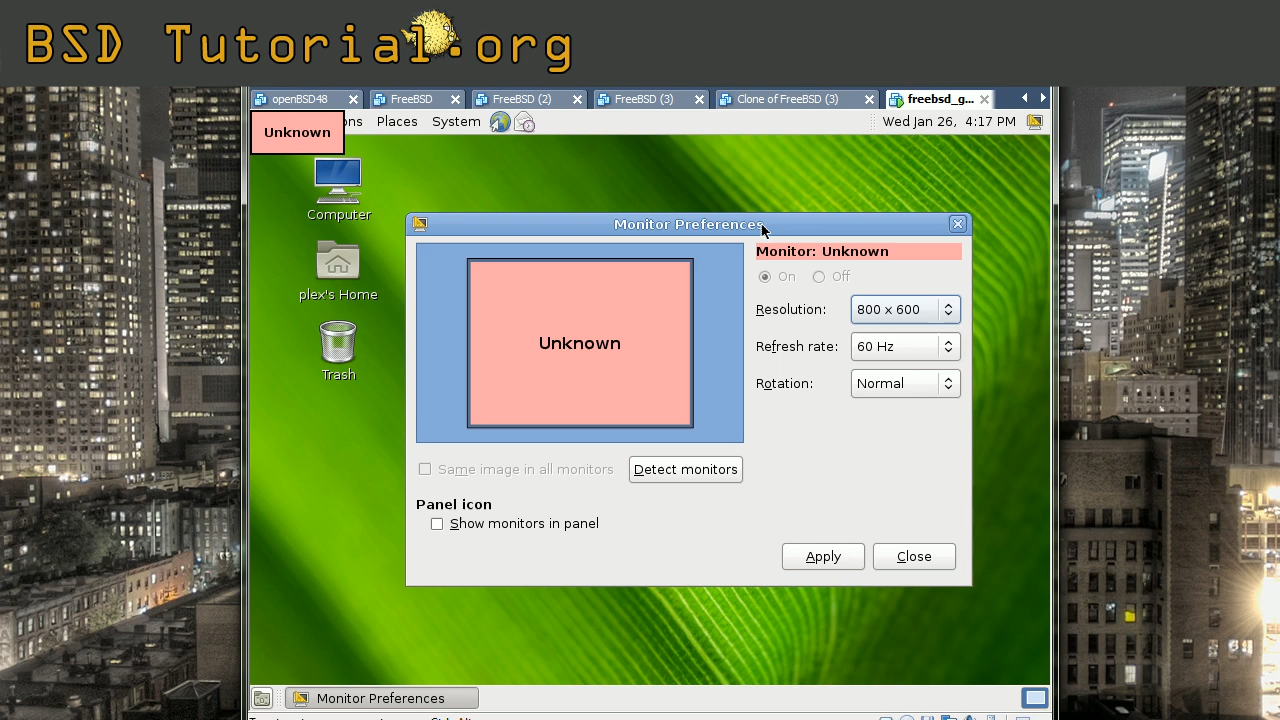 BSD Tutorial.org
openBSD48
FreeBSD
FreeBSD (2)
FreeBSD (3)
Clone of FreeBSD (3)
freebsd_g...
Unknown
ons Places System
Wed Jan 26, 4:17 PM
Computer
plex's Home
Trash
Monitor Preferences
Unknown
Monitor: Unknown
On Off
Resolution: 800 x 600
Refresh rate: 60 Hz
Rotation: Normal
Same image in all monitors
Detect monitors
Panel icon
Show monitors in panel
Apply
Close
Monitor Preferences